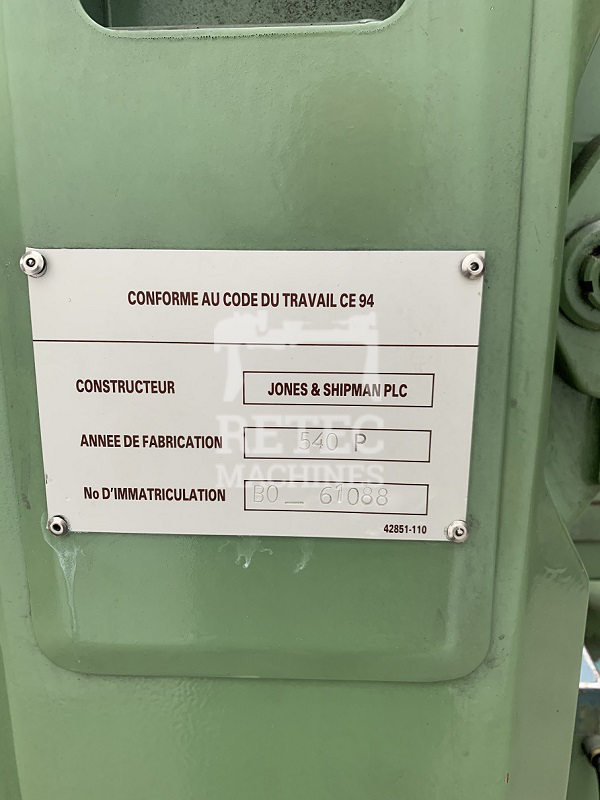 CONFORME AU CODE DU TRAVAIL CE 94
CONSTRUCTEUR JONES & SHIPMAN PLC
ANNEE DE FABRICATION 540 P
No D'IMMATRICULATION BO _ 61088
42851-110
RETEC
MACHINES